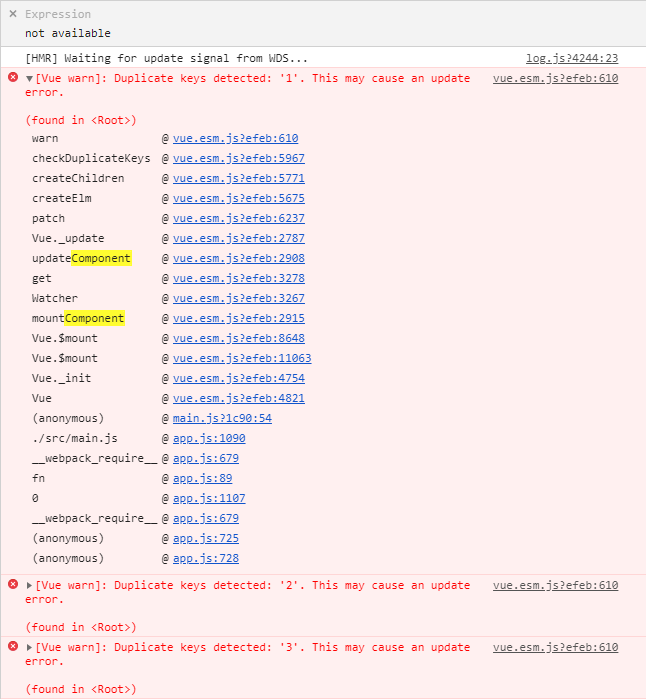 × Expression
not available
[HMR] Waiting for update signal from WDS... log.js?4244:23
▼[Vue warn]: Duplicate keys detected: '1'. This may cause an update vue.esm.js?efeb:610
error.
(found in <Root>)
warn @ vue.esm.js?efeb:610
checkDuplicateKeys @ vue.esm.js?efeb:5967
createChildren @ vue.esm.js?efeb:5771
createElm @ vue.esm.js?efeb:5675
patch @ vue.esm.js?efeb:6237
Vue._update @ vue.esm.js?efeb:2787
updateComponent @ vue.esm.js?efeb:2908
get @ vue.esm.js?efeb:3278
Watcher @ vue.esm.js?efeb:3267
mountComponent @ vue.esm.js?efeb:2915
Vue.$mount @ vue.esm.js?efeb:8648
Vue.$mount @ vue.esm.js?efeb:11063
Vue._init @ vue.esm.js?efeb:4754
Vue @ vue.esm.js?efeb:4821
(anonymous) @ main.js?1c90:54
./src/main.js @ app.js:1090
__webpack_require__ @ app.js:679
fn @ app.js:89
0 @ app.js:1107
__webpack_require__ @ app.js:679
(anonymous) @ app.js:725
(anonymous) @ app.js:728
▶[Vue warn]: Duplicate keys detected: '2'. This may cause an update vue.esm.js?efeb:610
error.
(found in <Root>)
▶[Vue warn]: Duplicate keys detected: '3'. This may cause an update vue.esm.js?efeb:610
error.
(found in <Root>)